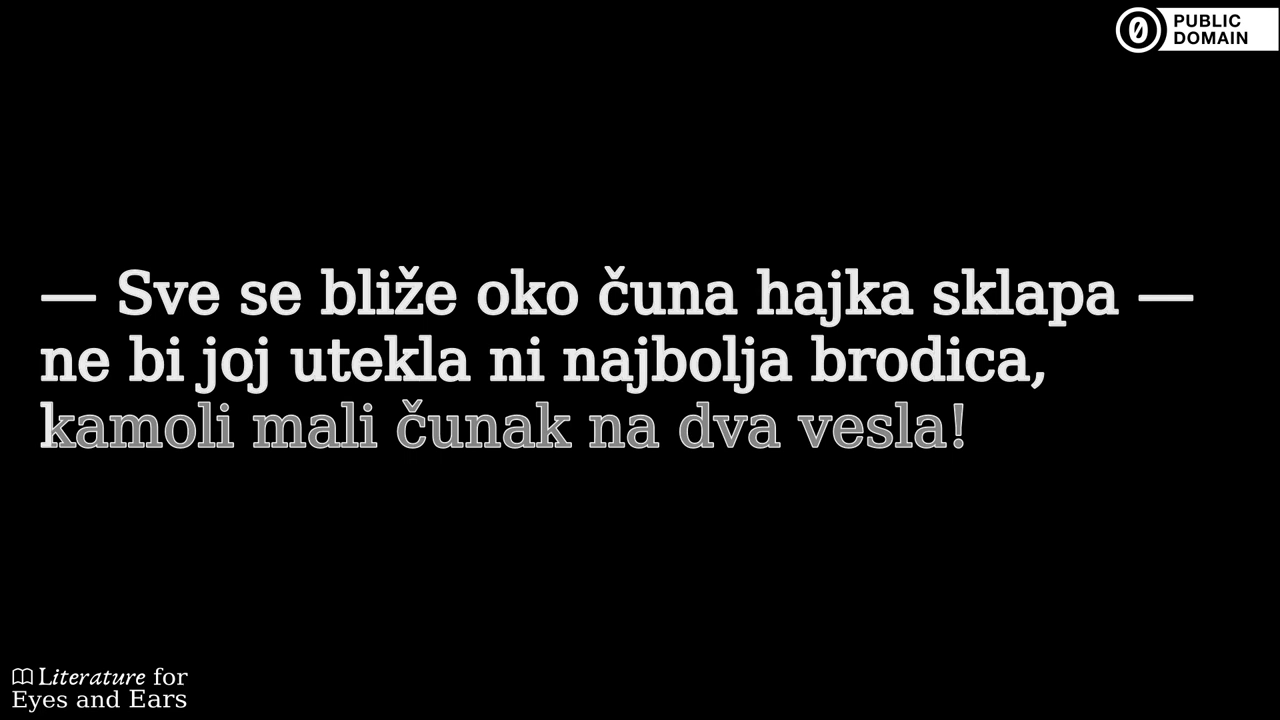 PUBLIC
DOMAIN
— Sve se bliže oko čuna hajka sklapa —
ne bi joj utekla ni najbolja brodica,
kamoli mali čunak na dva vesla!
Literature for
Eyes and Ears